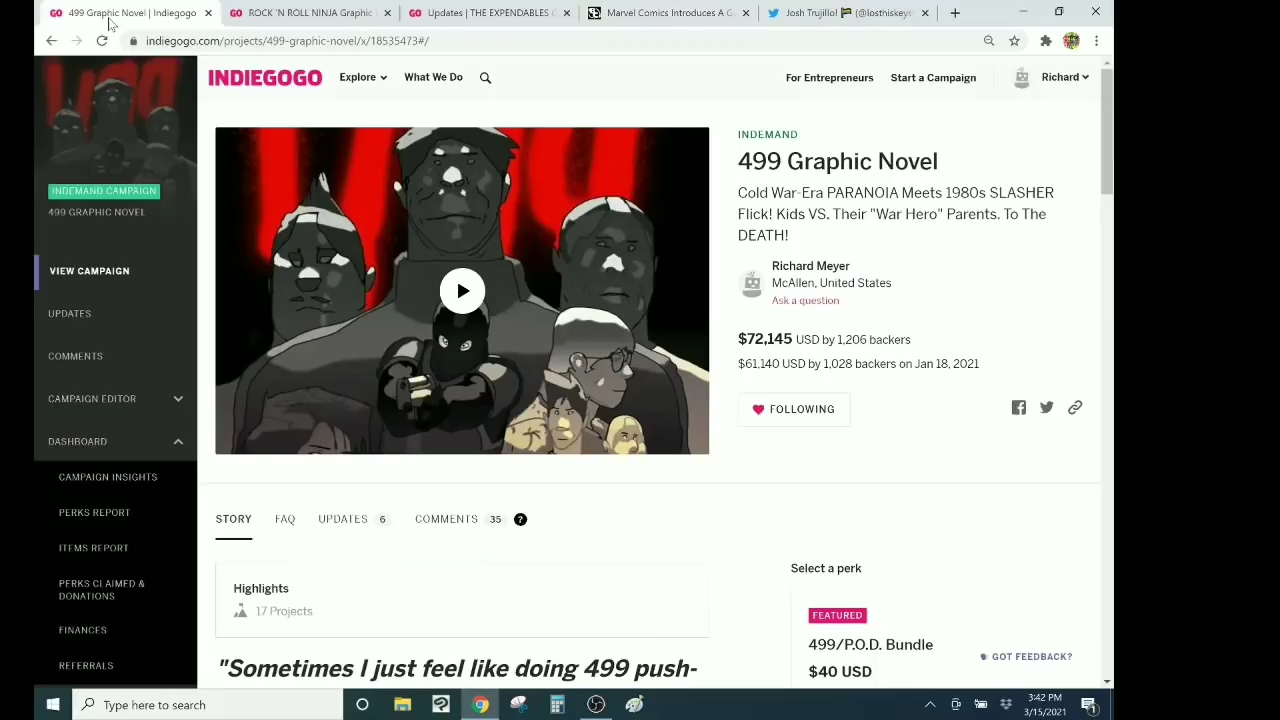 499 Graphic Novel | Indiegogo
ROCK 'N ROLL NINJA Graphic
Updates | THE EXPENDABLES
Marvel Comics Introduces A G
Josh Trujillo! (@losthiskeys
indiegogo.com/projects/499-graphic-novel/x/18535473#/
INDIEGOGO
Explore
What We Do
For Entrepreneurs
Start a Campaign
Richard
INDEMAND CAMPAIGN
499 GRAPHIC NOVEL
VIEW CAMPAIGN
UPDATES
COMMENTS
CAMPAIGN EDITOR
DASHBOARD
CAMPAIGN INSIGHTS
PERKS REPORT
ITEMS REPORT
PERKS CLAIMED &
DONATIONS
FINANCES
REFERRALS
INDEMAND
499 Graphic Novel
Cold War-Era PARANOIA Meets 1980s SLASHER
Flick! Kids VS. Their "War Hero" Parents. To The
DEATH!
Richard Meyer
McAllen, United States
Ask a question
$72,145 USD by 1,206 backers
$61,140 USD by 1,028 backers on Jan 18, 2021
FOLLOWING
STORY
FAQ
UPDATES 6
COMMENTS 35 ?
Highlights
17 Projects
"Sometimes I just feel like doing 499 push-
Select a perk
FEATURED
499/P.O.D. Bundle
$40 USD
GOT FEEDBACK?
Type here to search
3:42 PM
3/15/2021
1